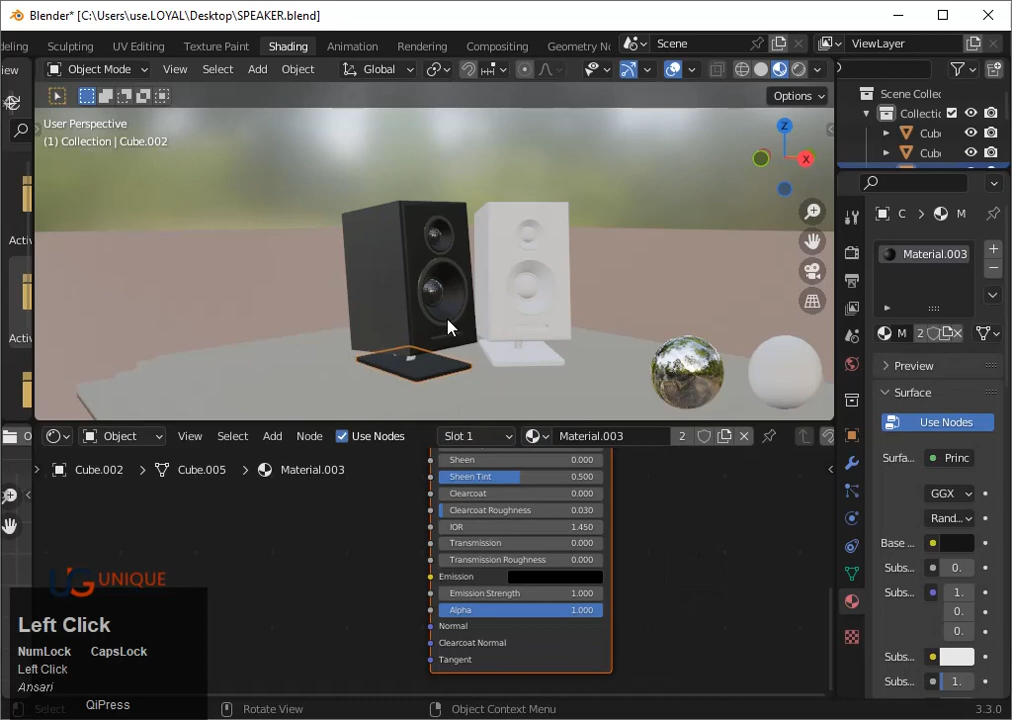 Blender* [C:\Users\use.LOYAL\Desktop\SPEAKER.blend]
deling Sculpting UV Editing Texture Paint Shading Animation Rendering Compositing Geometry No Scene ViewLayer
iew Object Mode View Select Add Object Global
Options
User Perspective
(1) Collection | Cube.002
Z
X
Scene Collec
Collectic
Cub
Cub
C M
Material.003
M 2
Preview
Surface
Use Nodes
Surfa... Princ
GGX
Rand...
Base
Subs... 0.
Subs... 1.
0.
0.
Subs...
Subs... 1.
Activ
Activ
O Object View Select Add Node Use Nodes Slot 1 Material.003 2
Cube.002 Cube.005 Material.003
Sheen 0.000
Sheen Tint 0.500
Clearcoat 0.000
Clearcoat Roughness 0.030
IOR 1.450
Transmission 0.000
Transmission Roughness 0.000
Emission
Emission Strength 1.000
Alpha 1.000
Normal
Clearcoat Normal
Tangent
UG UNIQUE
Left Click
NumLock CapsLock
Left Click
Ansari
QiPress
Select Rotate View Object Context Menu 3.3.0